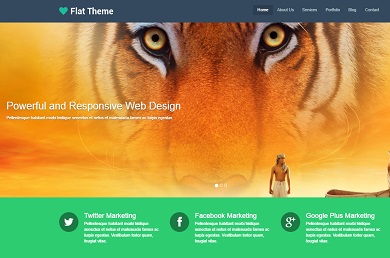 Flat Theme
Home About Us Services Portfolio Blog Contact
Powerful and Responsive Web Design
Pellentesque habitant morbi tristique senectus et netus et malesuada fames ac turpis egestas
Twitter Marketing
Pellentesque habitant morbi tristique
senectus et netus et malesuada fames ac
turpis egestas. Vestibulum tortor quam,
feugiat vitae.
Facebook Marketing
Pellentesque habitant morbi tristique
senectus et netus et malesuada fames ac
turpis egestas. Vestibulum tortor quam,
feugiat vitae.
Google Plus Marketing
Pellentesque habitant morbi tristique
senectus et netus et malesuada fames ac
turpis egestas. Vestibulum tortor quam,
feugiat vitae.